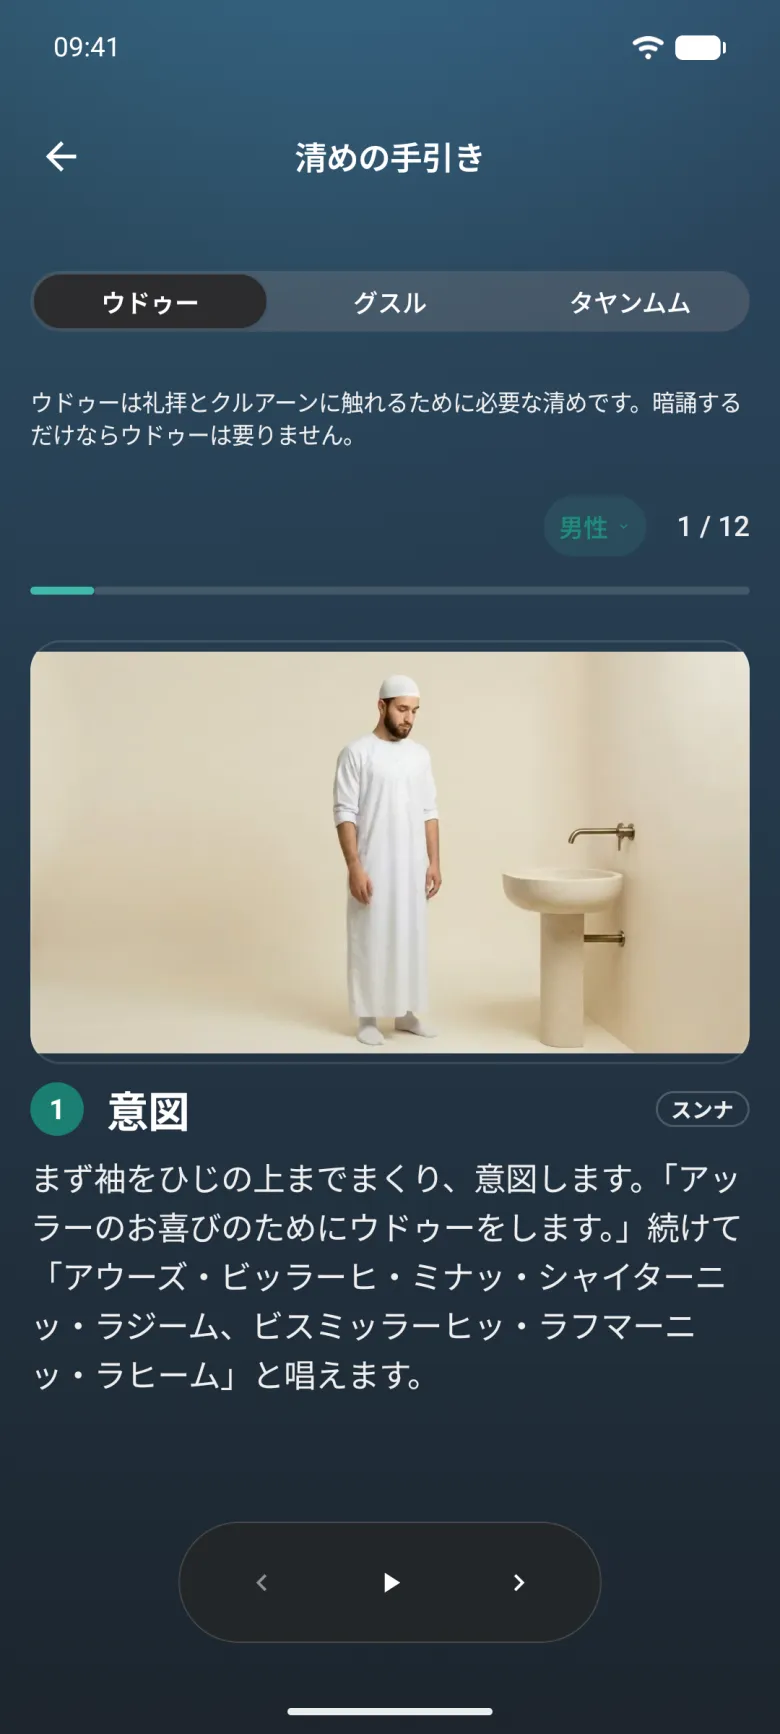 09:41
清めの手引き
ウドゥー グスル タヤンムム
ウドゥーは礼拝とクルアーンに触れるために必要な清めです。暗誦する
だけならウドゥーは要りません。
男性 1 / 12
1 意図 スンナ
まず袖をひじの上までまくり、意図します。「アッ
ラーのお喜びのためにウドゥーをします。」続けて
「アウーズ・ビッラーヒ・ミナッ・シャイターニ
ッ・ラジーム、ビスミッラーヒッ・ラフマーニ
ッ・ラヒーム」と唱えます。